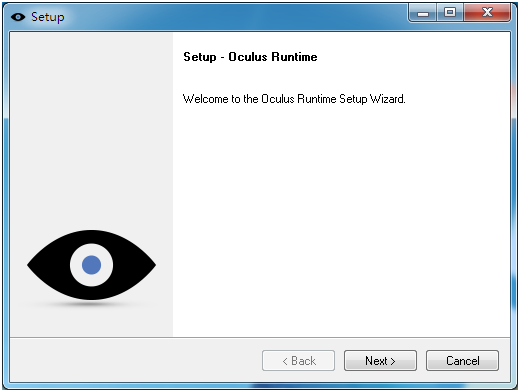 Setup
Setup - Oculus Runtime
Welcome to the Oculus Runtime Setup Wizard.
< Back
Next >
Cancel